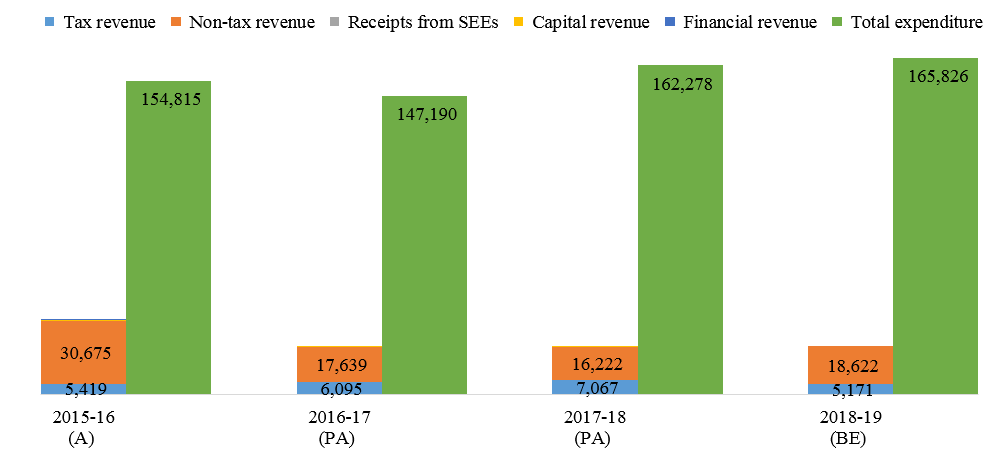 Tax revenue Non-tax revenue Receipts from SEEs Capital revenue Financial revenue Total expenditure
154,815 147,190 162,278 165,826
30,675 17,639 16,222 18,622
5,419 6,095 7,067 5,171
2015-16 2016-17 2017-18 2018-19
(A) (PA) (PA) (BE)